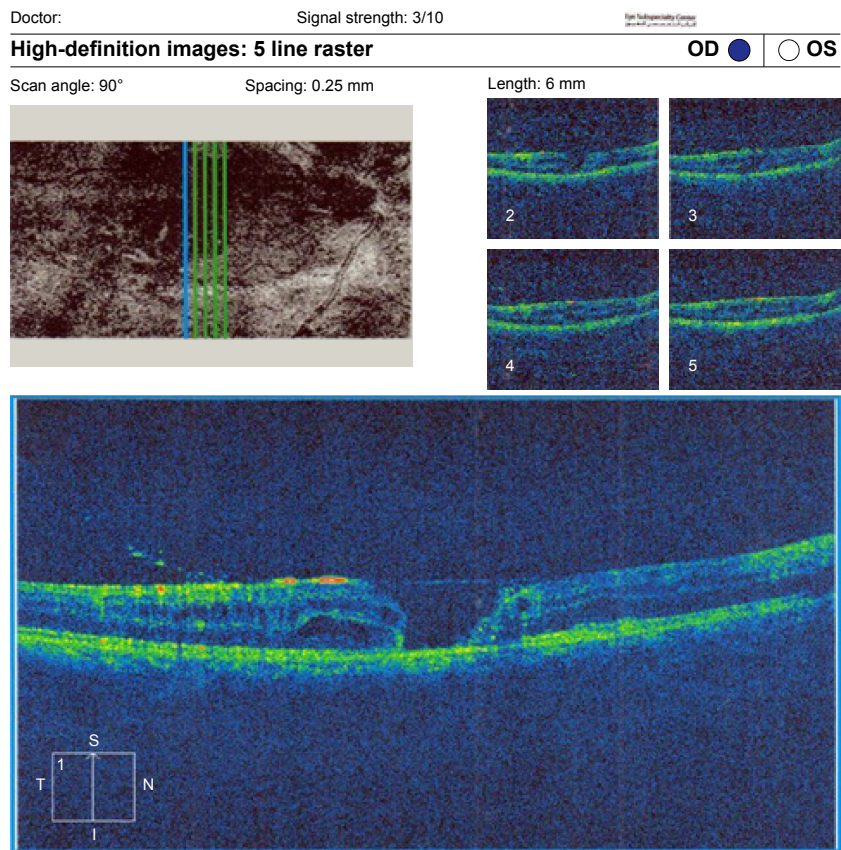 Doctor: Signal strength: 3/10
High-definition images: 5 line raster OD OS
Scan angle: 90° Spacing: 0.25 mm Length: 6 mm
2 3
4 5
S
1
T N
I